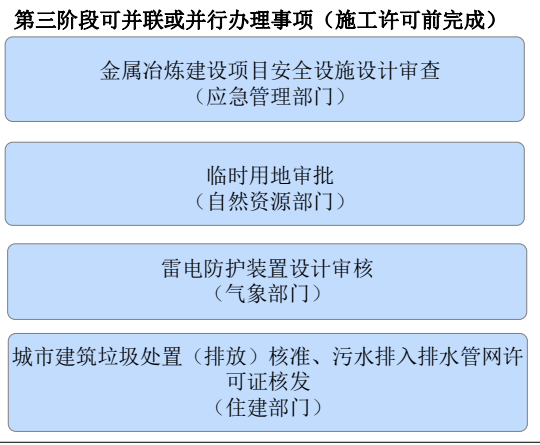 第三阶段可并联或并行办理事项（施工许可前完成）
金属冶炼建设项目安全设施设计审查
（应急管理部门）
临时用地审批
（自然资源部门）
雷电防护装置设计审核
（气象部门）
城市建筑垃圾处置（排放）核准、污水排入排水管网许
可证核发
（住建部门）